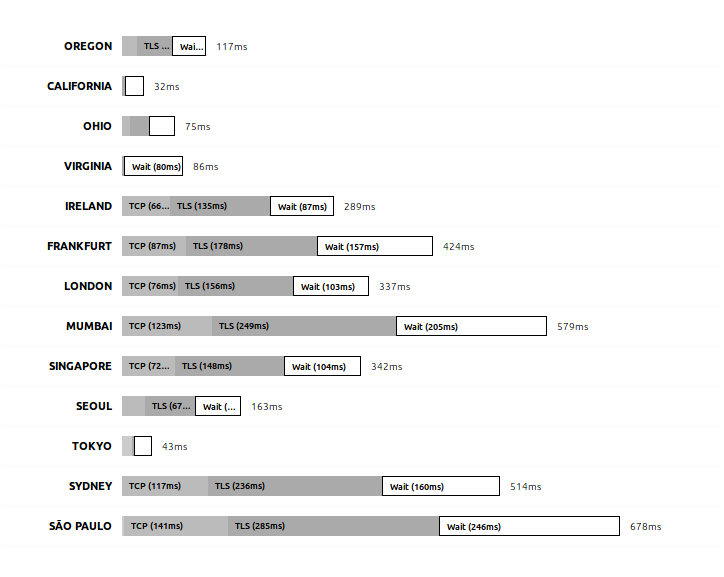 OREGON TLS ... Wai... 117ms
CALIFORNIA 32ms
OHIO 75ms
VIRGINIA Wait (80ms) 86ms
IRELAND TCP (66... TLS (135ms) Wait (87ms) 289ms
FRANKFURT TCP (87ms) TLS (178ms) Wait (157ms) 424ms
LONDON TCP (76ms) TLS (156ms) Wait (103ms) 337ms
MUMBAI TCP (123ms) TLS (249ms) Wait (205ms) 579ms
SINGAPORE TCP (72... TLS (148ms) Wait (104ms) 342ms
SEOUL TLS (67... Wait (... 163ms
TOKYO 43ms
SYDNEY TCP (117ms) TLS (236ms) Wait (160ms) 514ms
SÃO PAULO TCP (141ms) TLS (285ms) Wait (246ms) 678ms